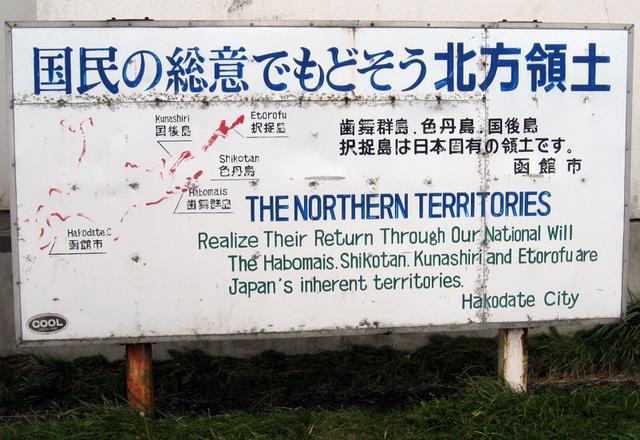 国民の総意でもどそう北方領土
Kunashiri
国後島
Etorofu
択捉島
Shikotan
色丹島
Habomais
歯舞群島
Hakodate.C
函館市
歯舞群島.色丹島.国後島
択捉島は日本固有の領土です。
函館市
THE NORTHERN TERRITORIES
Realize Their Return Through Our National Will
The Habomais.Shikotan.Kunashiri and Etorofu are
Japan's inherent territories.
Hakodate City
COOL